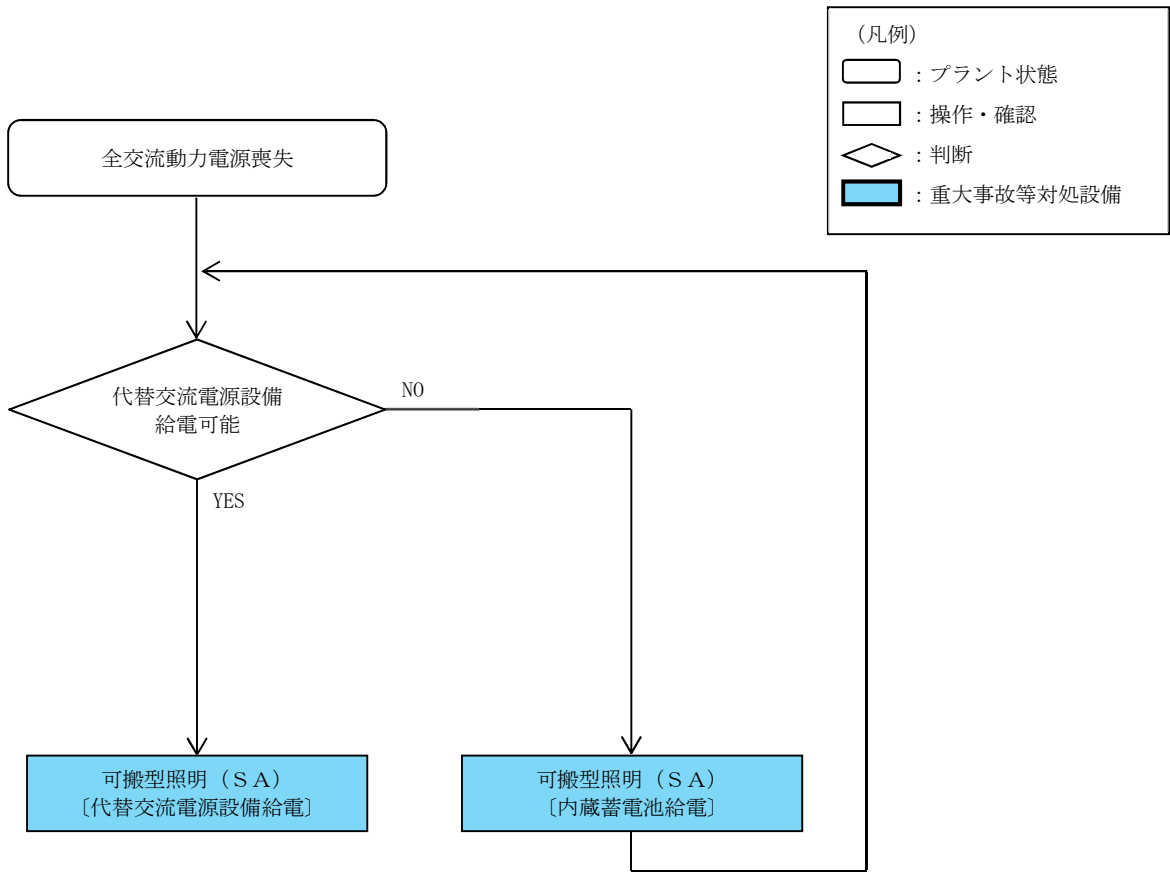 (凡例)
：プラント状態
：操作・確認
：判断
：重大事故等対処設備
全交流動力電源喪失
代替交流電源設備
給電可能
NO
YES
可搬型照明（ＳＡ）
〔代替交流電源設備給電〕
可搬型照明（ＳＡ）
〔内蔵蓄電池給電〕